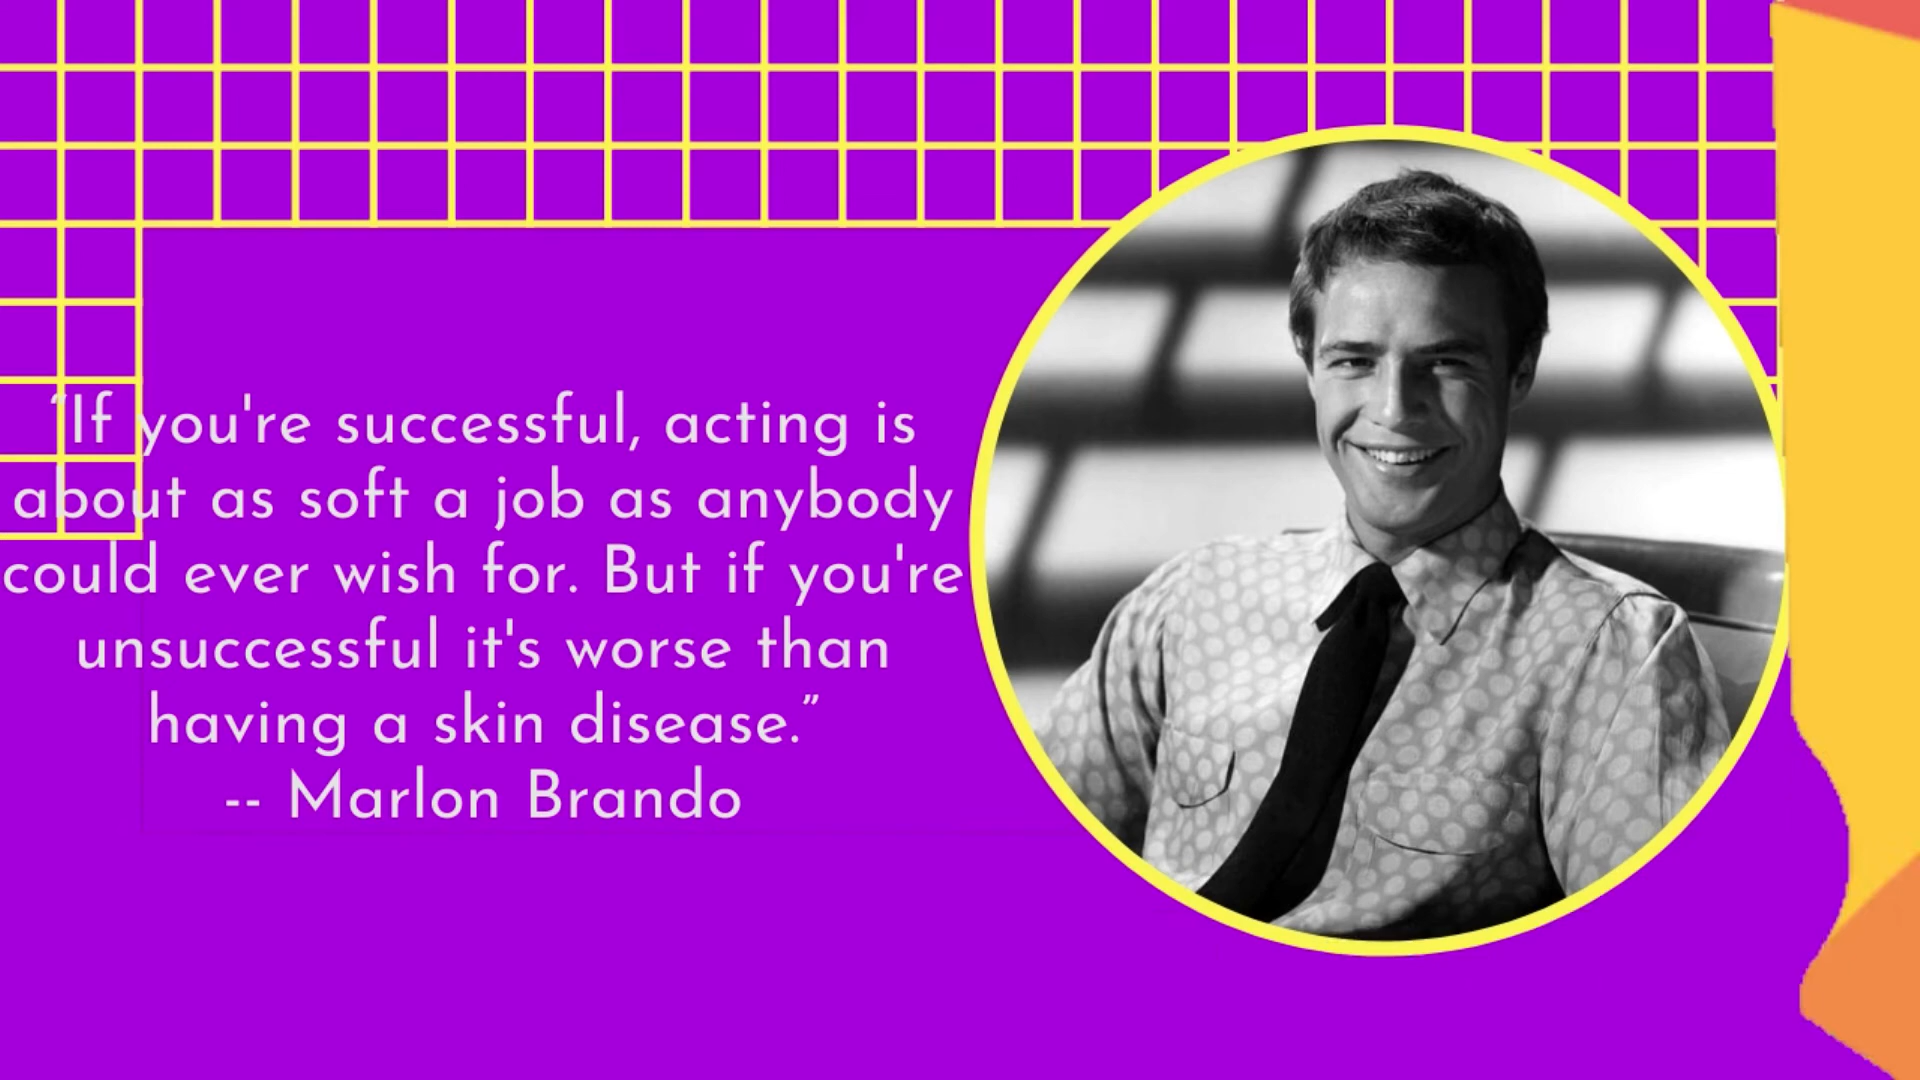 “If you're successful, acting is
about as soft a job as anybody
could ever wish for. But if you're
unsuccessful it's worse than
having a skin disease.”
-- Marlon Brando